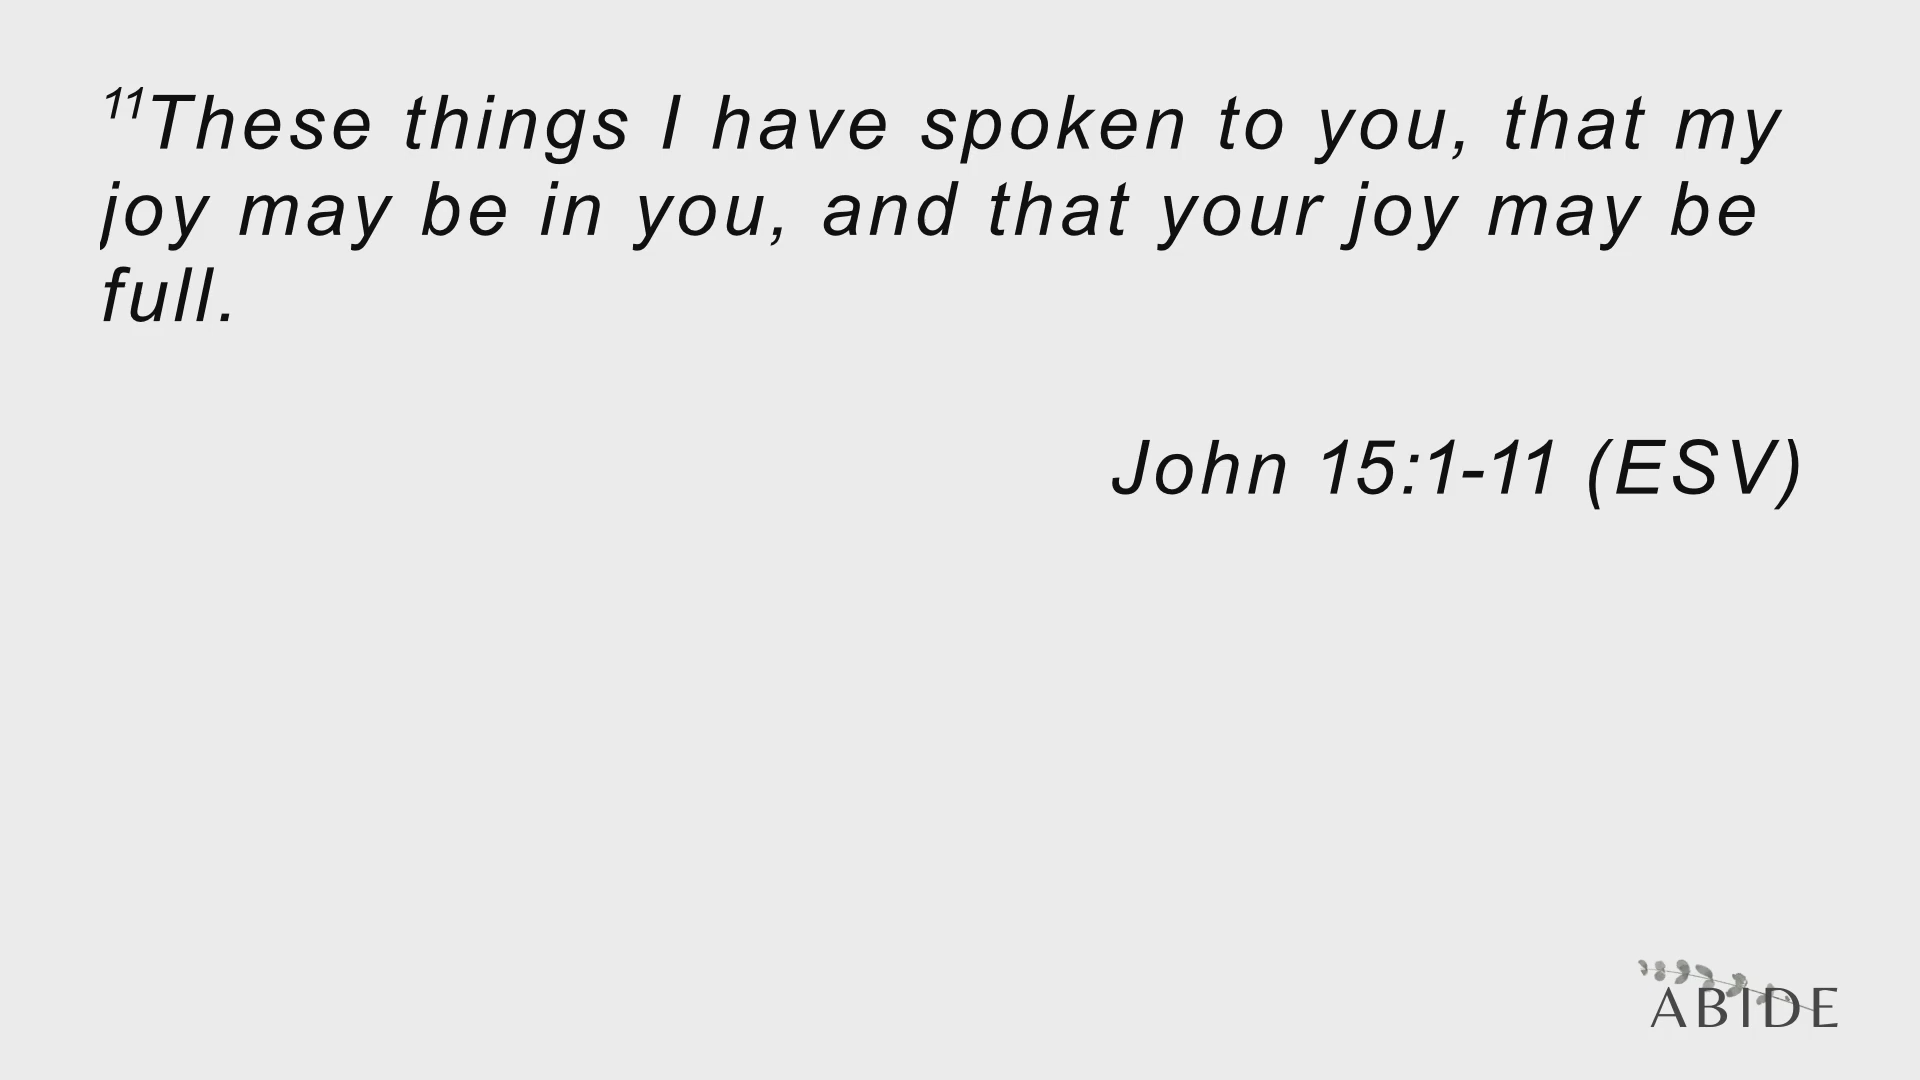 11These things I have spoken to you, that my
joy may be in you, and that your joy may be
full.
John 15:1-11 (ESV)
ABIDE